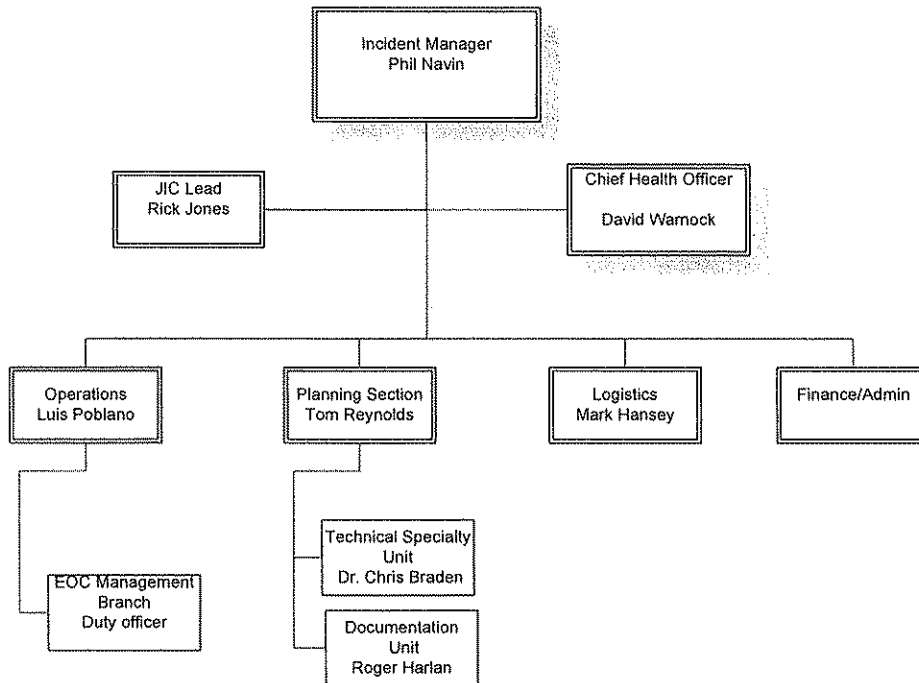 Incident Manager
Phil Navin
JIC Lead
Rick Jones
Chief Health Officer
David Warnock
Operations
Luis Poblano
Planning Section
Tom Reynolds
Logistics
Mark Hansey
Finance/Admin
Technical Specialty
Unit
Dr. Chris Braden
EOC Management
Branch
Duty officer
Documentation
Unit
Roger Harlan